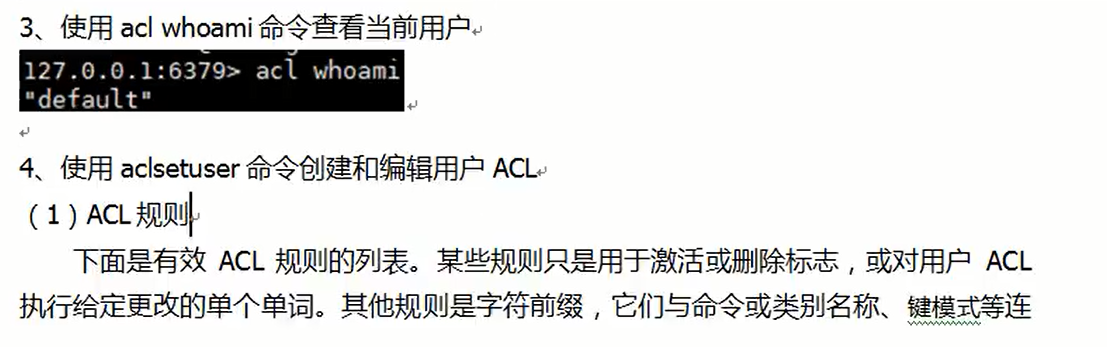 3、使用 acl whoami 命令查看当前用户
127.0.0.1:6379> acl whoami
"default"
4、使用 aclsetuser 命令创建和编辑用户 ACL
（1）ACL 规则
下面是有效 ACL 规则的列表。某些规则只是用于激活或删除标志，或对用户 ACL
执行给定更改的单个单词。其他规则是字符前缀，它们与命令或类别名称、键模式等连